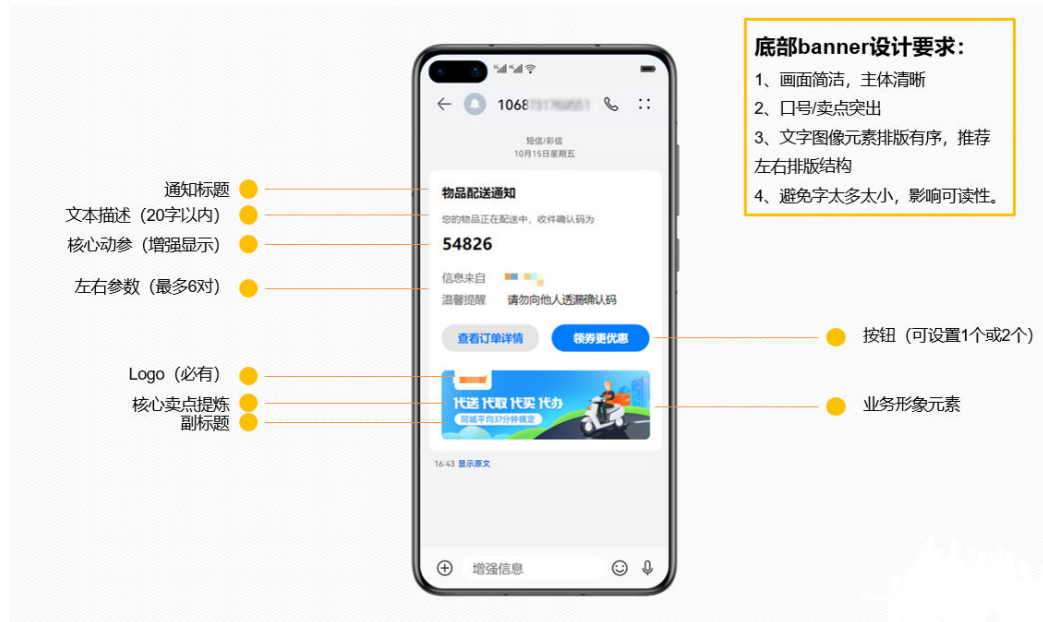 底部banner设计要求：
1、画面简洁，主体清晰
2、口号/卖点突出
3、文字图像元素排版有序，推荐
左右排版结构
4、避免字太多太小，影响可读性。
1068
短信/彩信
10月15日星期五
通知标题
物品配送通知
文本描述（20字以内）
您的物品正在配送中，收件确认码为
核心动参（增强显示）
54826
左右参数（最多6对）
信息来自
温馨提醒 请勿向他人透漏确认码
查看订单详情 领券更优惠
按钮（可设置1个或2个）
Logo（必有）
核心卖点提炼
代送 代取 代买 代办
业务形象元素
副标题
同城平均37分钟搞定
16:43 显示原文
增强信息